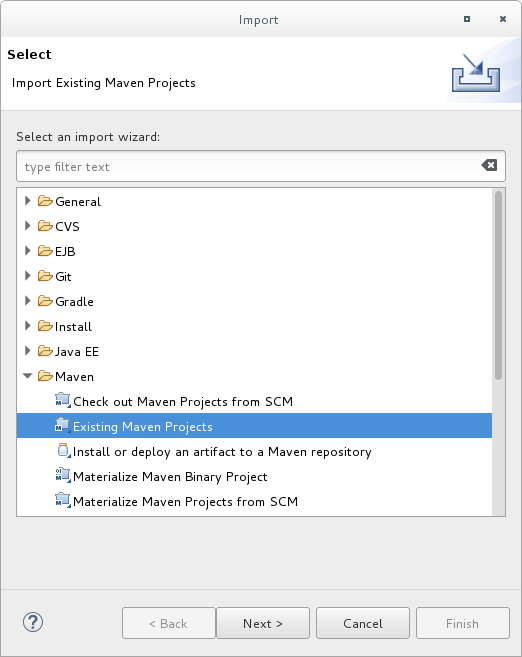 Import
Select
Import Existing Maven Projects
Select an import wizard:
type filter text
General
CVS
EJB
Git
Gradle
Install
Java EE
Maven
Check out Maven Projects from SCM
Existing Maven Projects
Install or deploy an artifact to a Maven repository
Materialize Maven Binary Project
Materialize Maven Projects from SCM
? < Back Next > Cancel Finish